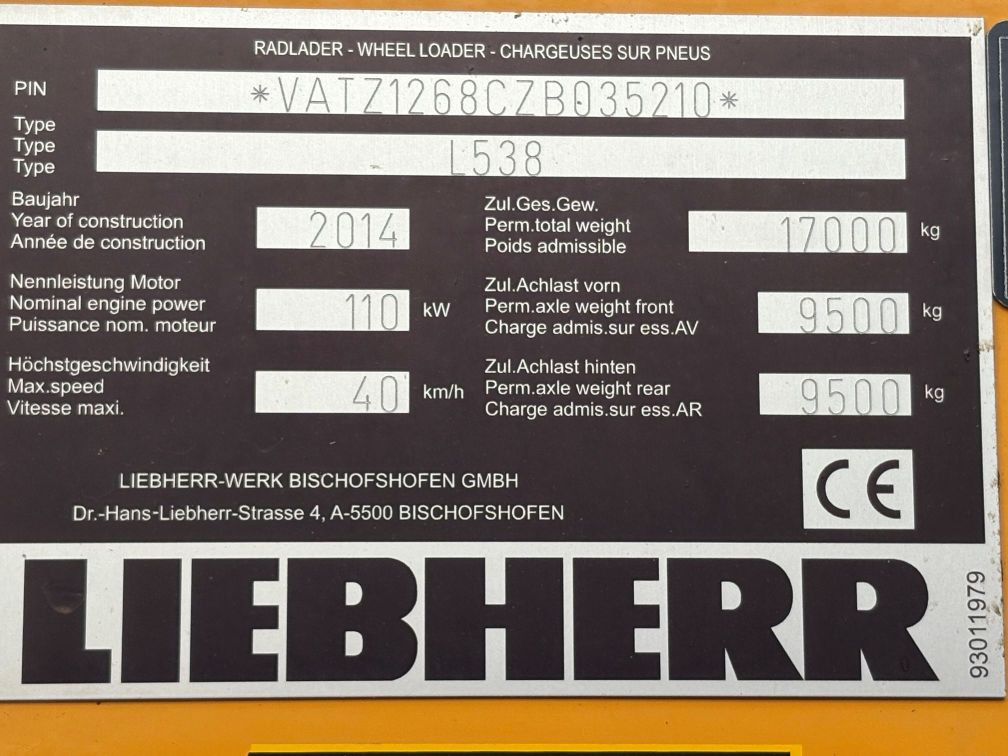 RADLADER - WHEEL LOADER - CHARGEUSES SUR PNEUS
PIN *VATZ1268CZB035210*
Type
Type L538
Type
Baujahr
Year of construction 2014
Année de construction
Zul.Ges.Gew.
Perm.total weight 17000 kg
Poids admissible
Nennleistung Motor
Nominal engine power 110 kW
Puissance nom. moteur
Zul.Achlast vorn
Perm.axle weight front 9500 kg
Charge admis.sur ess.AV
Höchstgeschwindigkeit
Max.speed 40 km/h
Vitesse maxi.
Zul.Achlast hinten
Perm.axle weight rear 9500 kg
Charge admis.sur ess.AR
LIEBHERR-WERK BISCHOFSHOFEN GMBH
Dr.-Hans-Liebherr-Strasse 4, A-5500 BISCHOFSHOFEN
CE
LIEBHERR
93011979